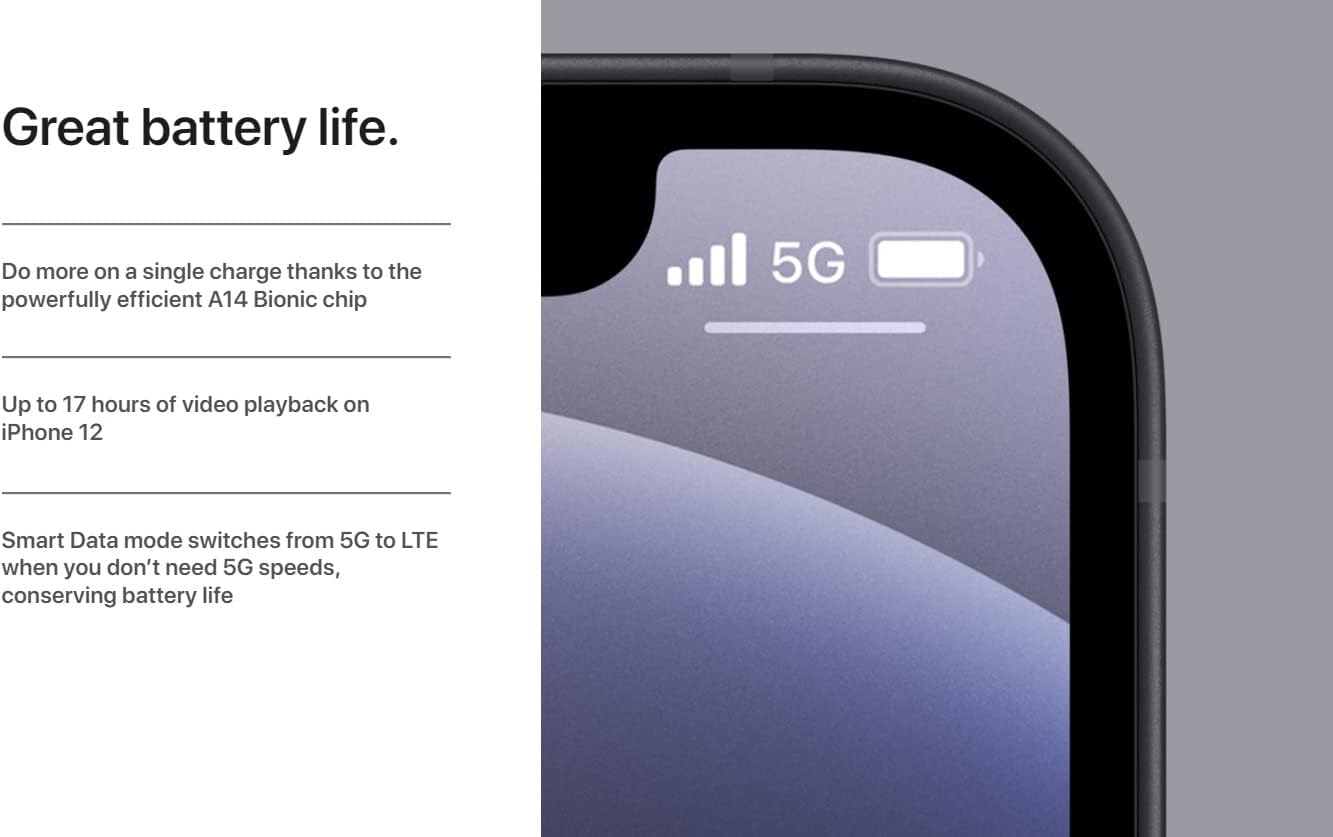 Great battery life.
Do more on a single charge thanks to the
powerfully efficient A14 Bionic chip
Up to 17 hours of video playback on
iPhone 12
Smart Data mode switches from 5G to LTE
when you don’t need 5G speeds,
conserving battery life
5G